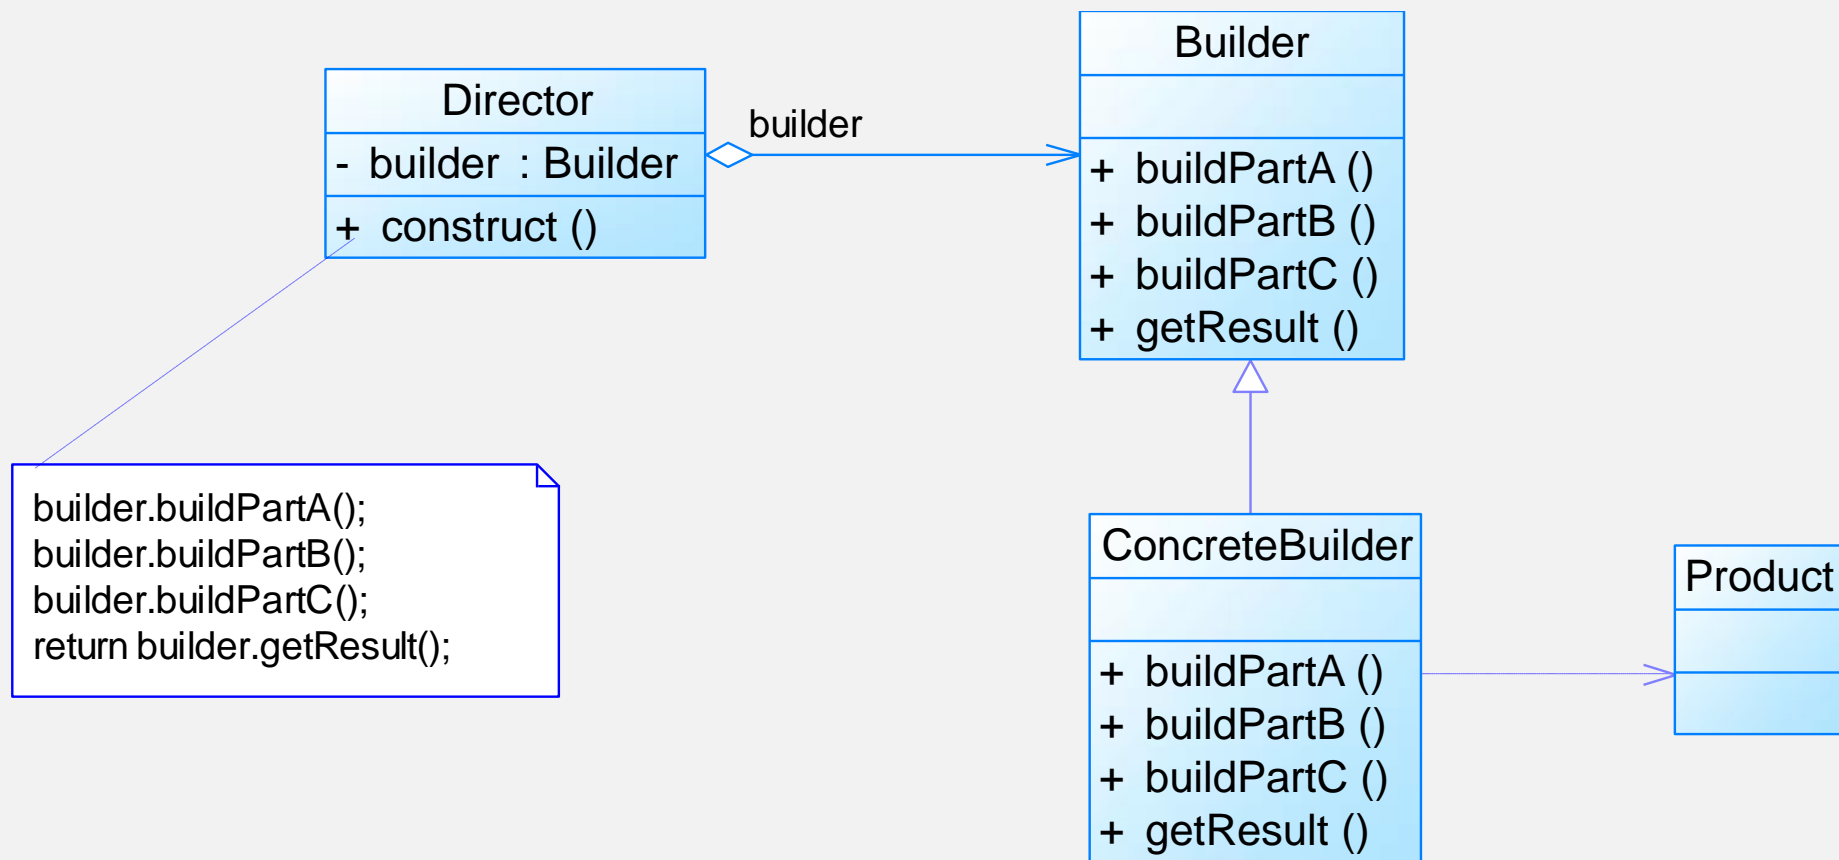 Director
- builder : Builder
+ construct ()
builder
Builder
+ buildPartA ()
+ buildPartB ()
+ buildPartC ()
+ getResult ()
builder.buildPartA();
builder.buildPartB();
builder.buildPartC();
return builder.getResult();
ConcreteBuilder
+ buildPartA ()
+ buildPartB ()
+ buildPartC ()
+ getResult ()
Product